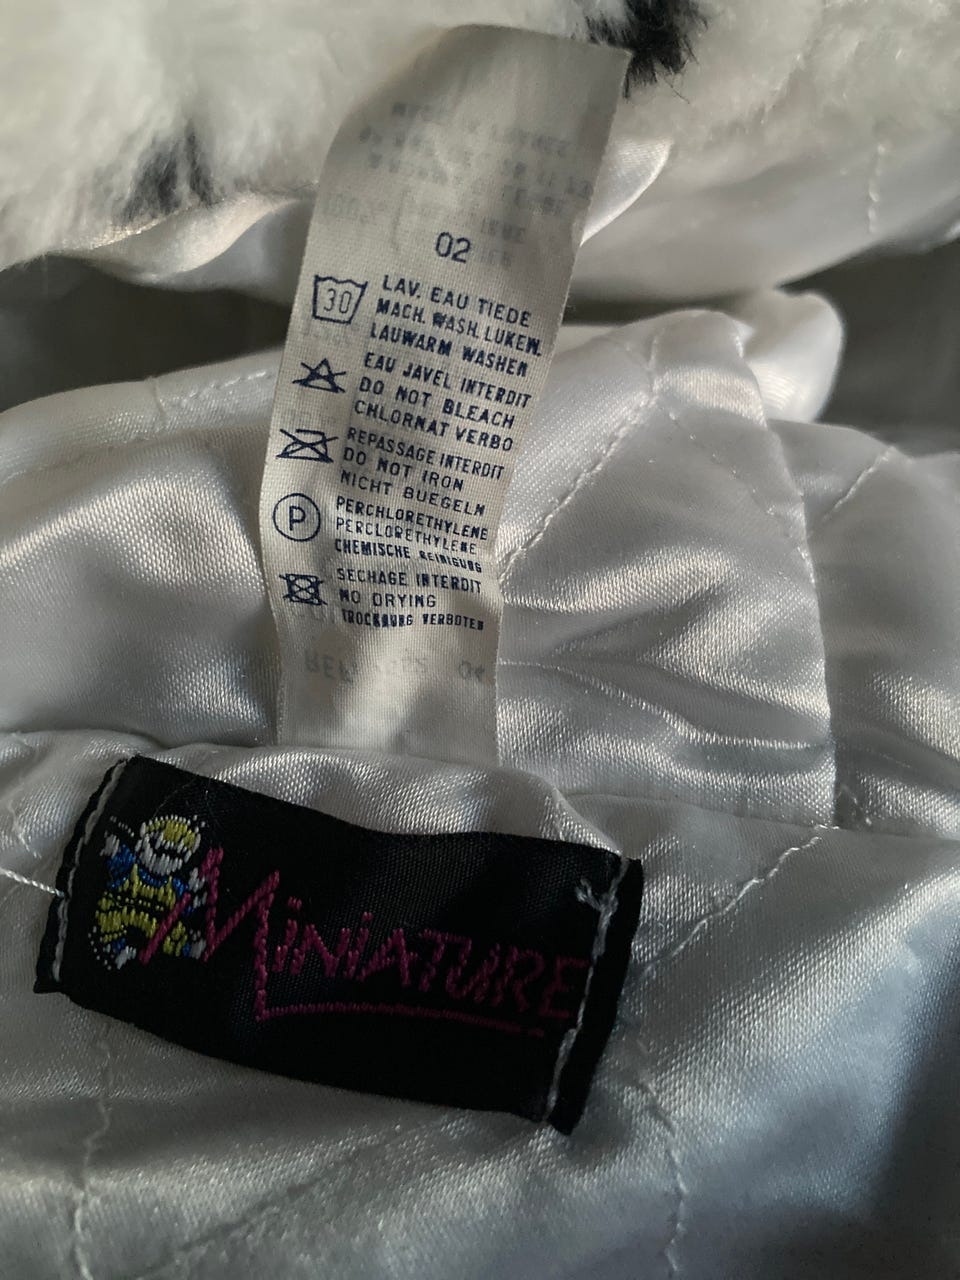 02
30
LAV. EAU TIEDE
MACH. WASH. LUKEW.
LAUWARM WASHEN
EAU JAVEL INTERDIT
DO NOT BLEACH
CHLORNAT VERBO
REPASSAGE INTERDIT
DO NOT IRON
NICHT BUEGELN
P
PERCHLORETHYLENE
PERCLORETHYLENE
CHEMISCHE REINIGUNG
SECHAGE INTERDIT
NO DRYING
TROCKNUNG VERBOTEN
MINIATURE